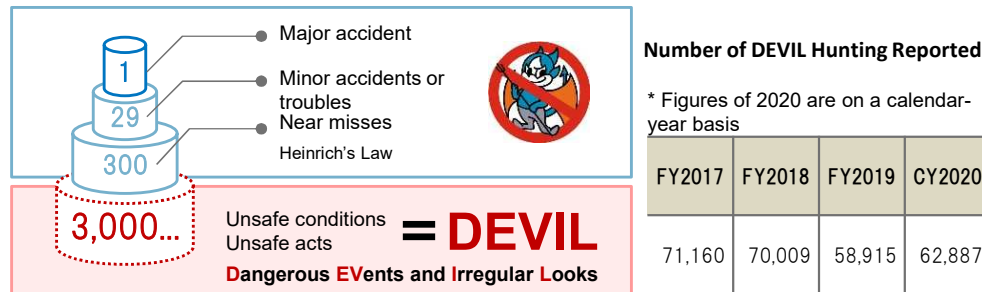 1
29
300
3,000...
Major accident
Minor accidents or
troubles
Near misses
Heinrich's Law
Unsafe conditions
Unsafe acts
= DEVIL
Dangerous EVents and Irregular Looks
Number of DEVIL Hunting Reported
* Figures of 2020 are on a calendar-
year basis
FY2017 FY2018 FY2019 CY2020
71,160 70,009 58,915 62,887